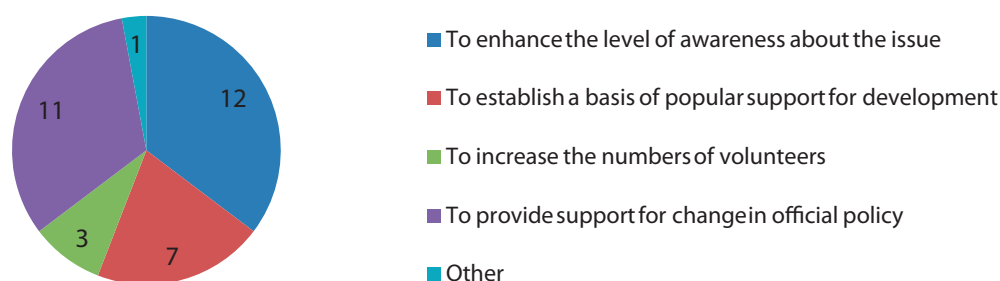 1
12
11
3
7
To enhance the level of awareness about the issue
To establish a basis of popular support for development
To increase the numbers of volunteers
To provide support for change in official policy
Other